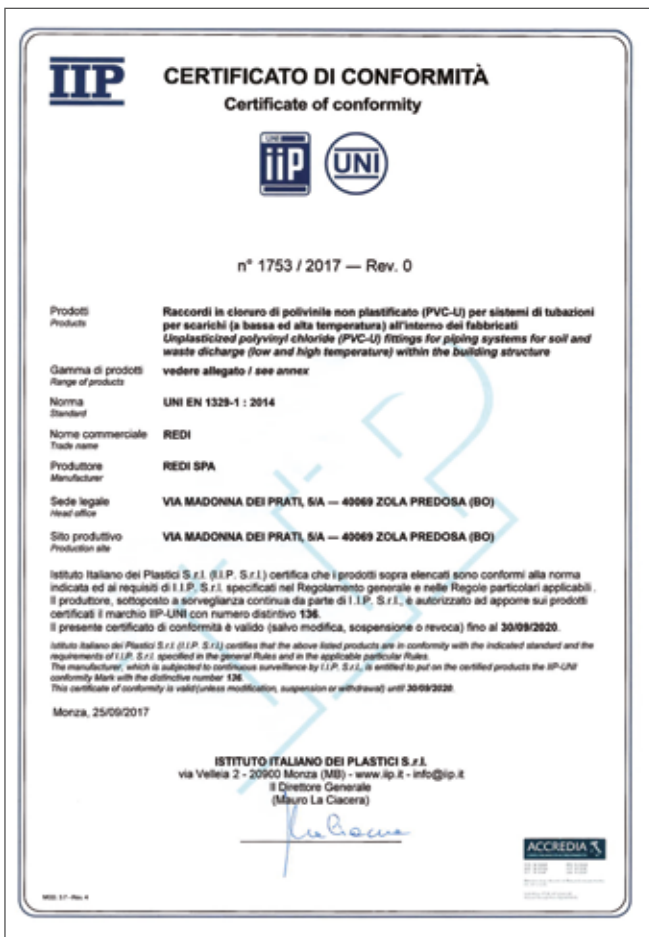 IIP
CERTIFICATO DI CONFORMITÀ
Certificate of conformity
UNI
iiP
UNI
n° 1753 / 2017 — Rev. 0
Prodotti
Products
Raccordi in cloruro di polivinile non plastificato (PVC-U) per sistemi di tubazioni
per scarichi (a bassa ed alta temperatura) all'interno dei fabbricati
Unplasticized polyvinyl chloride (PVC-U) fittings for piping systems for soil and
waste dicharge (low and high temperature) within the building structure
Gamma di prodotti
Range of products
vedere allegato / see annex
Norma
Standard
UNI EN 1329-1 : 2014
Nome commerciale
Trade name
REDI
Produttore
Manufacturer
REDI SPA
Sede legale
Head office
VIA MADONNA DEI PRATI, 5/A — 40069 ZOLA PREDOSA (BO)
Sito produttivo
Production site
VIA MADONNA DEI PRATI, 5/A — 40069 ZOLA PREDOSA (BO)
Istituto Italiano dei Plastici S.r.l. (I.I.P. S.r.l.) certifica che i prodotti sopra elencati sono conformi alla norma
indicata ed ai requisiti di I.I.P. S.r.l. specificati nel Regolamento generale e nelle Regole particolari applicabili.
Il produttore, sottoposto a sorveglianza continua da parte di I.I.P. S.r.l., è autorizzato ad apporre sui prodotti
certificati il marchio IIP-UNI con numero distintivo 136.
Il presente certificato di conformità è valido (salvo modifica, sospensione o revoca) fino al 30/09/2020.
Istituto Italiano dei Plastici S.r.l. (I.I.P. S.r.l.) certifies that the above listed products are in conformity with the indicated standard and the
requirements of I.I.P. S.r.l. specified in the general Rules and in the applicable particular Rules.
The manufacturer, which is subjected to continuous surveillance by I.I.P. S.r.l., is entitled to put on the certified products the IIP-UNI
conformity Mark with the distinctive number 136.
This certificate of conformity is valid (unless modification, suspension or withdrawal) until 30/09/2020.
Monza, 25/09/2017
ISTITUTO ITALIANO DEI PLASTICI S.r.l.
via Velleia 2 - 20900 Monza (MB) - www.iip.it - info@iip.it
Il Direttore Generale
(Mauro La Ciacera)
ACCREDIA
MOD. 3.7 - Rev. 4